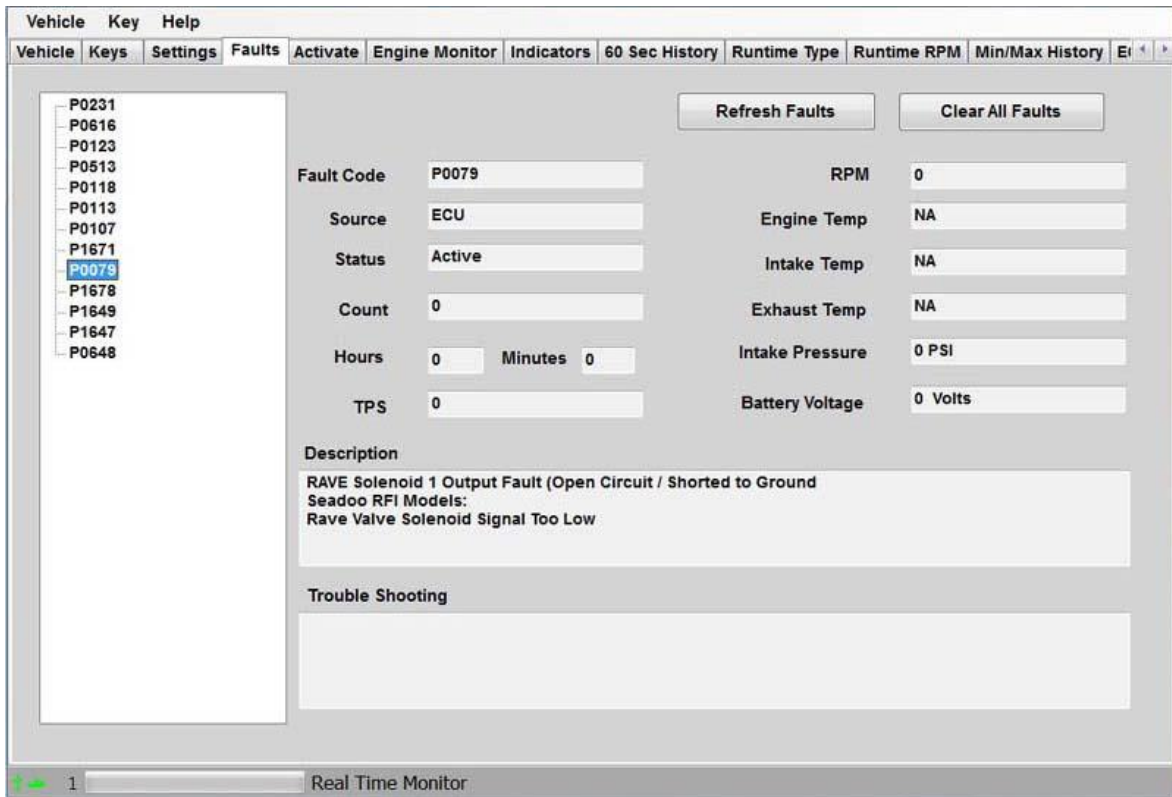 Vehicle Key Help
Vehicle Keys Settings Faults Activate Engine Monitor Indicators 60 Sec History Runtime Type Runtime RPM Min/Max History
P0231
P0616
P0123
P0513
P0118
P0113
P0107
P1671
P0079
P1678
P1649
P1647
P0648
Refresh Faults Clear All Faults
Fault Code P0079 RPM 0
Source ECU Engine Temp NA
Status Active Intake Temp NA
Count 0 Exhaust Temp NA
Hours 0 Minutes 0 Intake Pressure 0 PSI
TPS 0 Battery Voltage 0 Volts
Description
RAVE Solenoid 1 Output Fault (Open Circuit / Shorted to Ground
Seadoo RFI Models:
Rave Valve Solenoid Signal Too Low
Trouble Shooting
1 Real Time Monitor